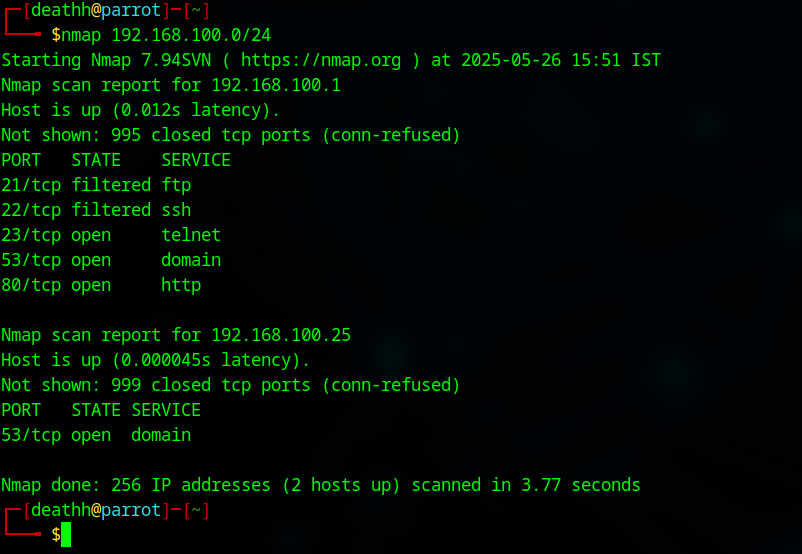 ┌─[deathh@parrot]─[~]
└──╼ $nmap 192.168.100.0/24
Starting Nmap 7.94SVN ( https://nmap.org ) at 2025-05-26 15:51 IST
Nmap scan report for 192.168.100.1
Host is up (0.012s latency).
Not shown: 995 closed tcp ports (conn-refused)
PORT   STATE    SERVICE
21/tcp filtered ftp
22/tcp filtered ssh
23/tcp open     telnet
53/tcp open     domain
80/tcp open     http
Nmap scan report for 192.168.100.25
Host is up (0.000045s latency).
Not shown: 999 closed tcp ports (conn-refused)
PORT   STATE SERVICE
53/tcp open  domain
Nmap done: 256 IP addresses (2 hosts up) scanned in 3.77 seconds
┌─[deathh@parrot]─[~]
└──╼ $